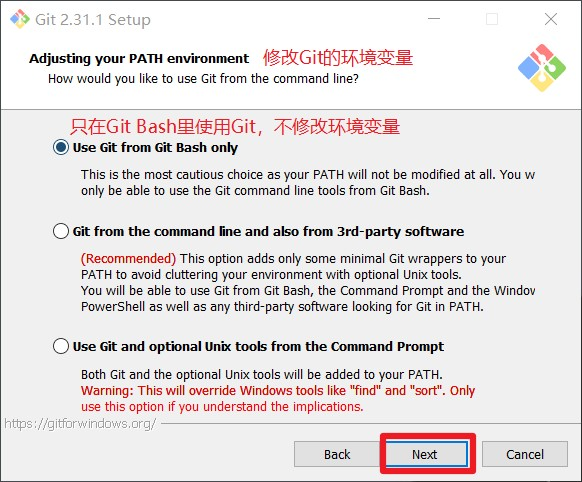 Git 2.31.1 Setup
Adjusting your PATH environment 修改Git的环境变量
How would you like to use Git from the command line?
只在Git Bash里使用Git，不修改环境变量
Use Git from Git Bash only
This is the most cautious choice as your PATH will not be modified at all. You w
only be able to use the Git command line tools from Git Bash.
Git from the command line and also from 3rd-party software
(Recommended) This option adds only some minimal Git wrappers to your
PATH to avoid cluttering your environment with optional Unix tools.
You will be able to use Git from Git Bash, the Command Prompt and the Window
PowerShell as well as any third-party software looking for Git in PATH.
Use Git and optional Unix tools from the Command Prompt
Both Git and the optional Unix tools will be added to your PATH.
Warning: This will override Windows tools like "find" and "sort". Only
use this option if you understand the implications.
https://gitforwindows.org/
Back Next Cancel